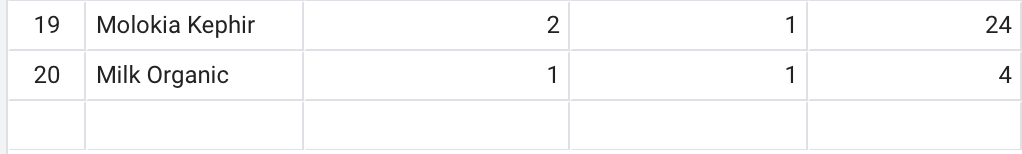 19 Molokia Kephir 2 1 24
20 Milk Organic 1 1 4